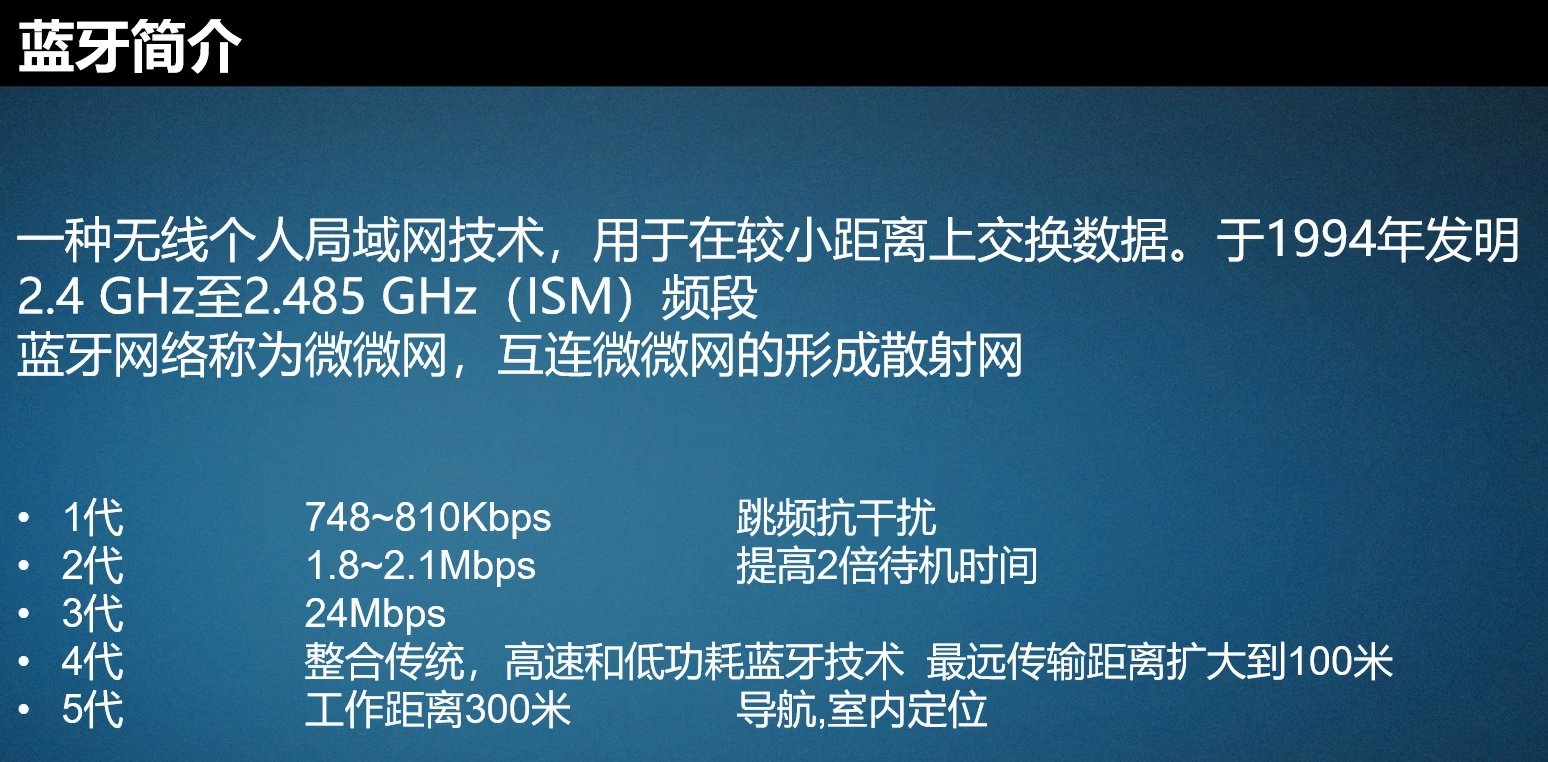 蓝牙简介
一种无线个人局域网技术，用于在较小距离上交换数据。于1994年发明
2.4 GHz至2.485 GHz（ISM）频段
蓝牙网络称为微微网，互连微微网的形成散射网
• 1代 748~810Kbps 跳频抗干扰
• 2代 1.8~2.1Mbps 提高2倍待机时间
• 3代 24Mbps
• 4代 整合传统，高速和低功耗蓝牙技术 最远传输距离扩大到100米
• 5代 工作距离300米 导航,室内定位